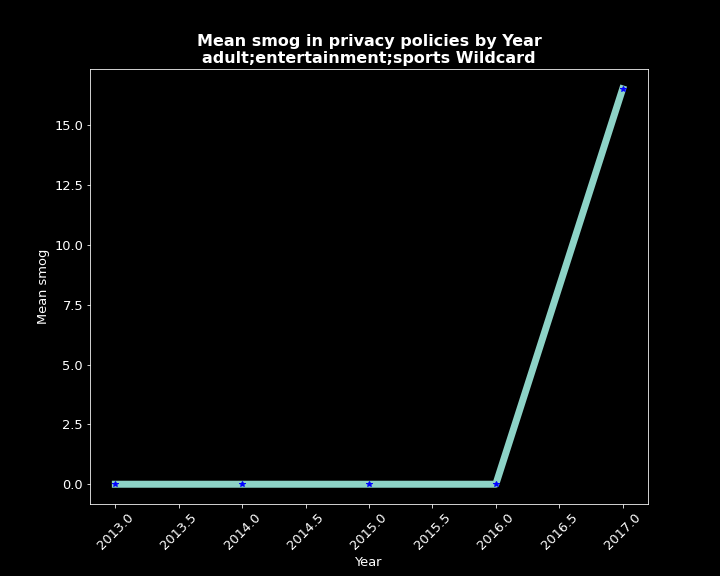 Mean smog in privacy policies by Year
adult;entertainment;sports Wildcard
15.0
12.5
10.0
7.5
5.0
2.5
0.0
Mean smog
2013.0 2013.5 2014.0 2014.5 2015.0 2015.5 2016.0 2016.5 2017.0
Year